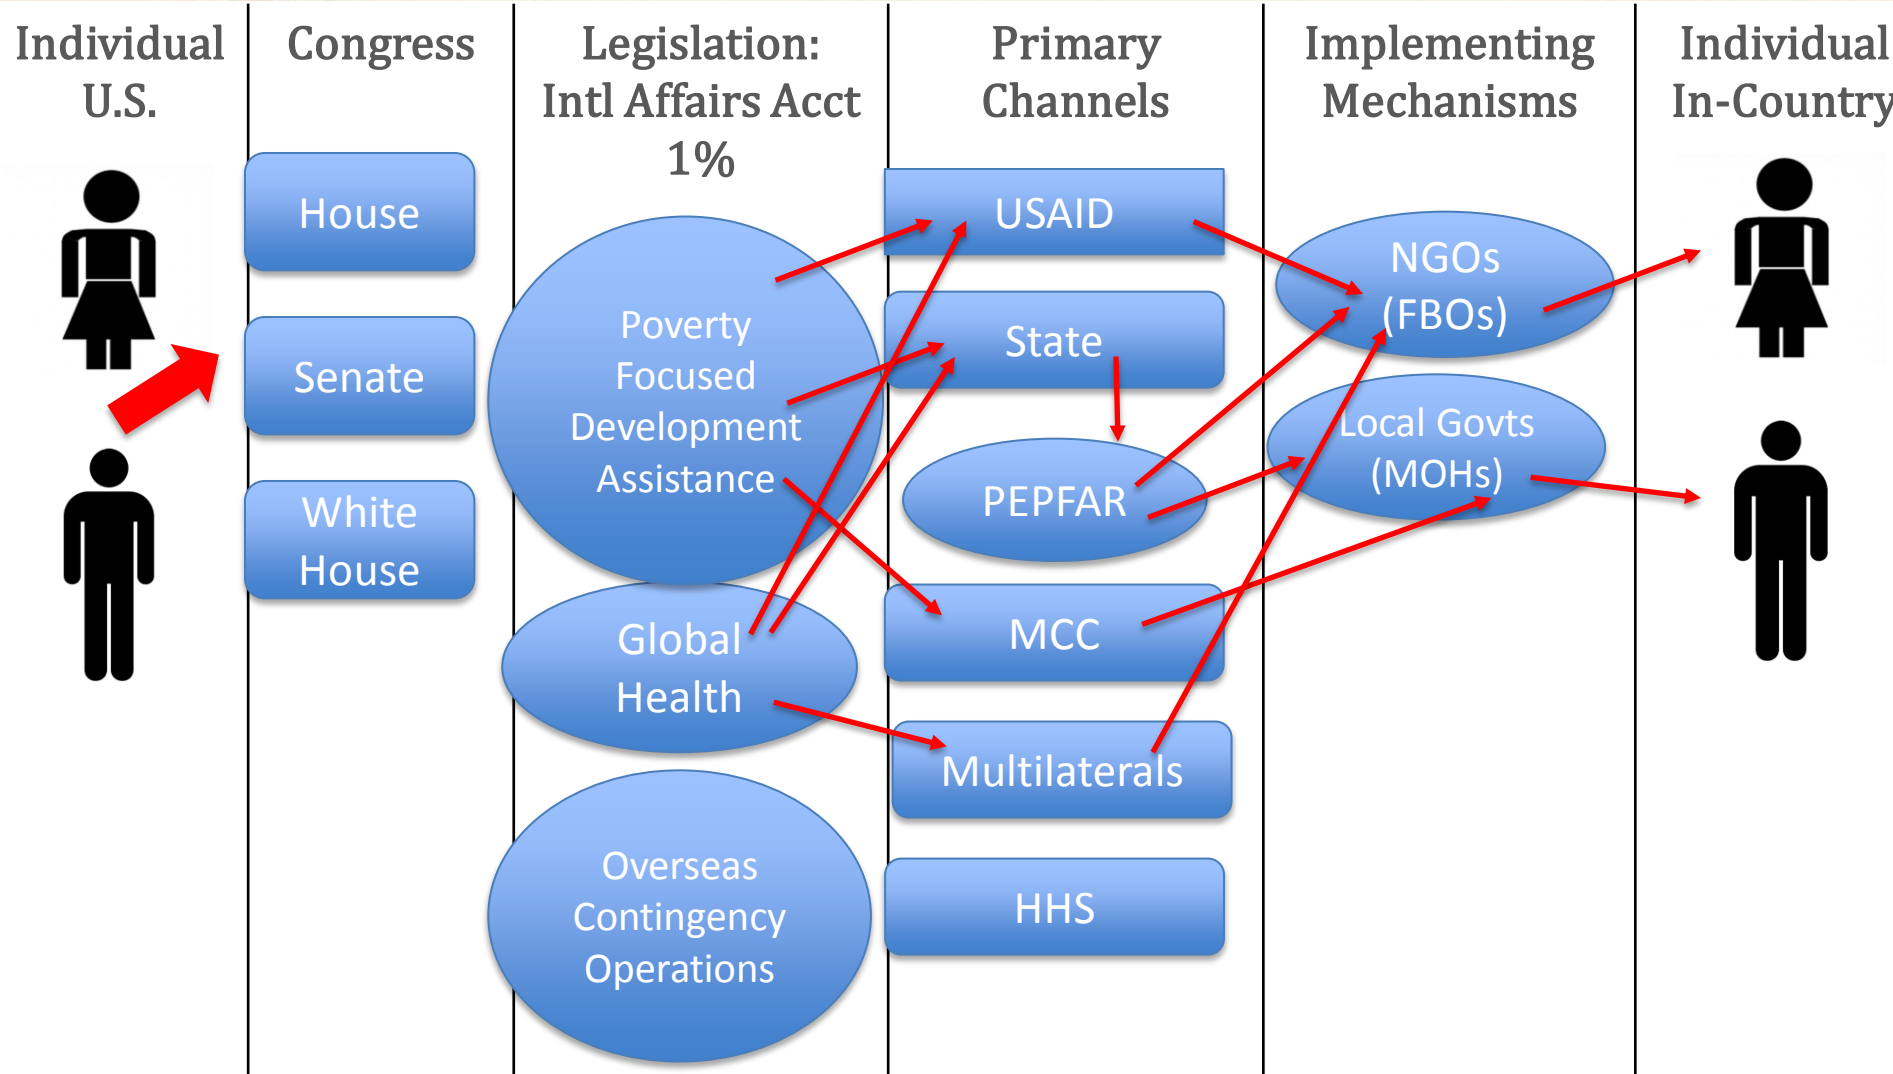 Individual
U.S.
Congress
Legislation:
Intl Affairs Acct
1%
Primary
Channels
Implementing
Mechanisms
Individual
In-Country
House
Senate
White
House
Poverty
Focused
Development
Assistance
Global
Health
Overseas
Contingency
Operations
USAID
State
PEPFAR
MCC
Multilaterals
HHS
NGOs
(FBOs)
Local Govts
(MOHs)